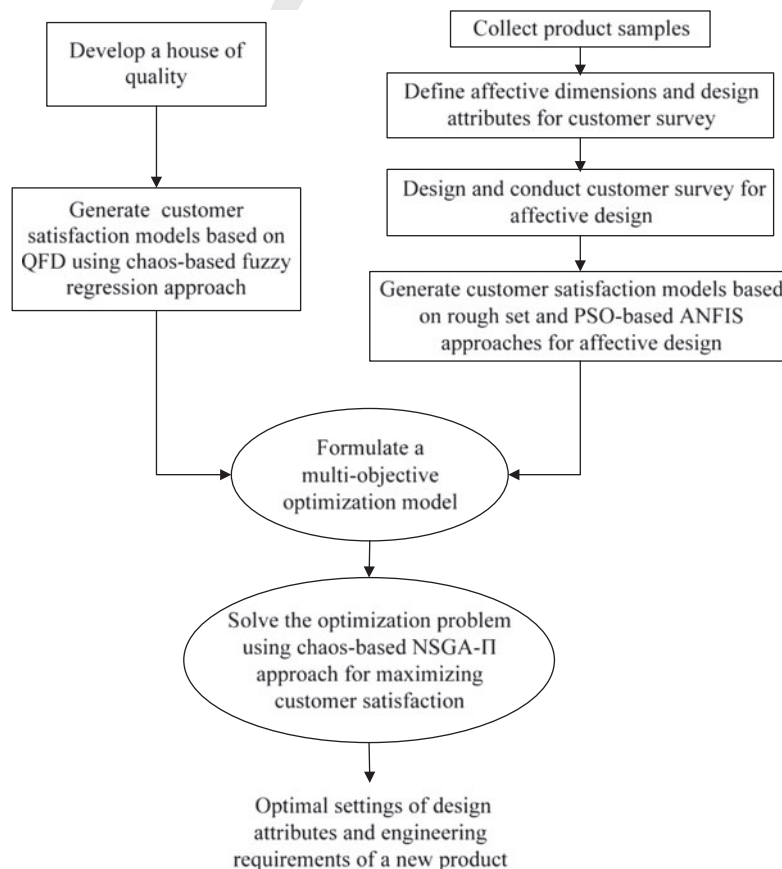 Develop a house of
quality
Collect product samples
Define affective dimensions and design
attributes for customer survey
Design and conduct customer survey for
affective design
Generate customer
satisfaction models based on
QFD using chaos-based fuzzy
regression approach
Generate customer satisfaction models based
on rough set and PSO-based ANFIS
approaches for affective design
Formulate a
multi-objective
optimization model
Solve the optimization problem
using chaos-based NSGA-Π
approach for maximizing
customer satisfaction
Optimal settings of design
attributes and engineering
requirements of a new product